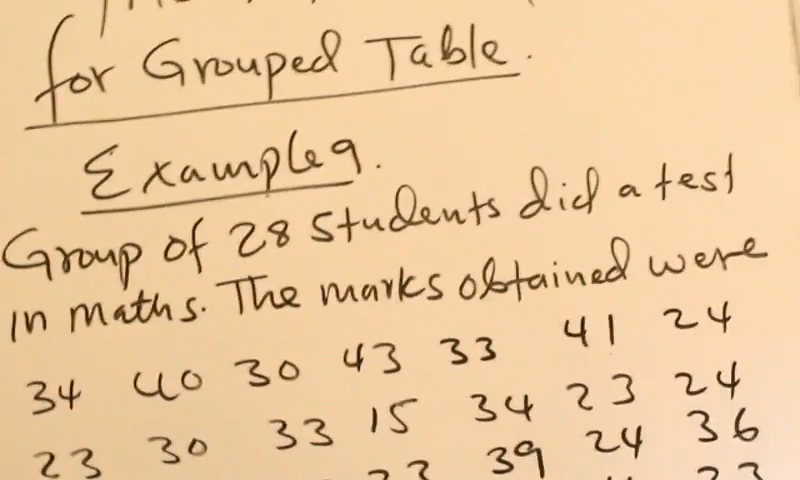 for Grouped Table.
Example 9.
Group of 28 students did a test
in maths. The marks obtained were
34 40 30 43 33 41 24
23 30 33 15 34 23 24
39 24 36